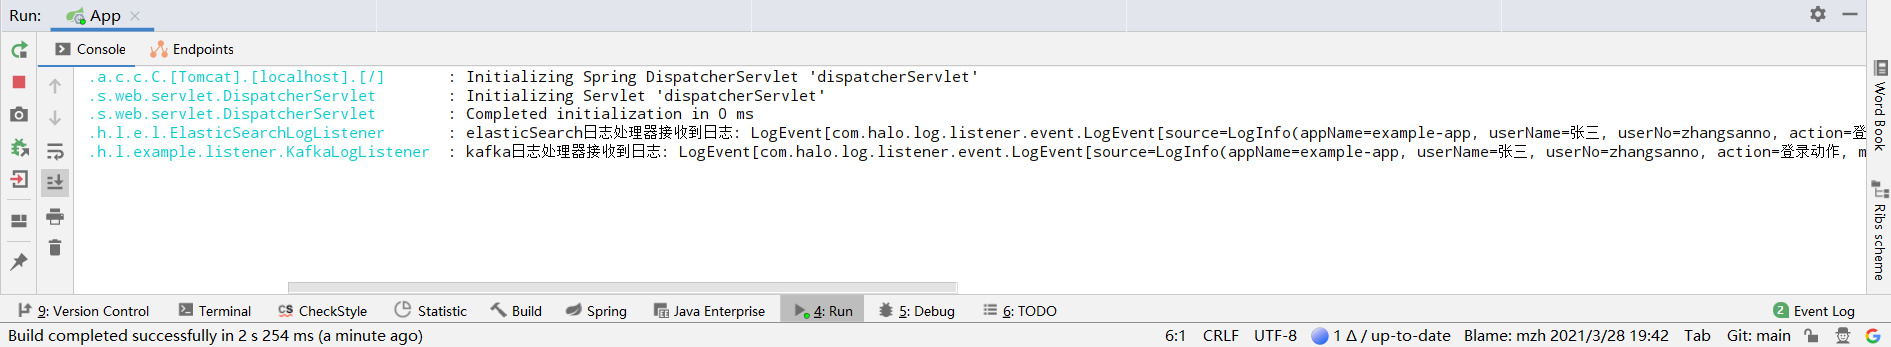 Run: App
Console Endpoints
.a.c.c.C.[Tomcat].[localhost].[/] : Initializing Spring DispatcherServlet 'dispatcherServlet'
.s.web.servlet.DispatcherServlet : Initializing Servlet 'dispatcherServlet'
.s.web.servlet.DispatcherServlet : Completed initialization in 0 ms
.h.l.e.l.ElasticSearchLogListener : elasticSearch日志处理器接收到日志: LogEvent[com.halo.log.listener.event.LogEvent[source=LogInfo(appName=example-app, userName=张三, userNo=zhangsanno, action=登
.h.l.example.listener.KafkaLogListener : kafka日志处理器接收到日志: LogEvent[com.halo.log.listener.event.LogEvent[source=LogInfo(appName=example-app, userName=张三, userNo=zhangsanno, action=登录动作, m
Word Book
Ribs scheme
9: Version Control Terminal CheckStyle Statistic Build Spring Java Enterprise 4: Run 5: Debug 6: TODO 2 Event Log
Build completed successfully in 2 s 254 ms (a minute ago) 6:1 CRLF UTF-8 1 Δ / up-to-date Blame: mzh 2021/3/28 19:42 Tab Git: main